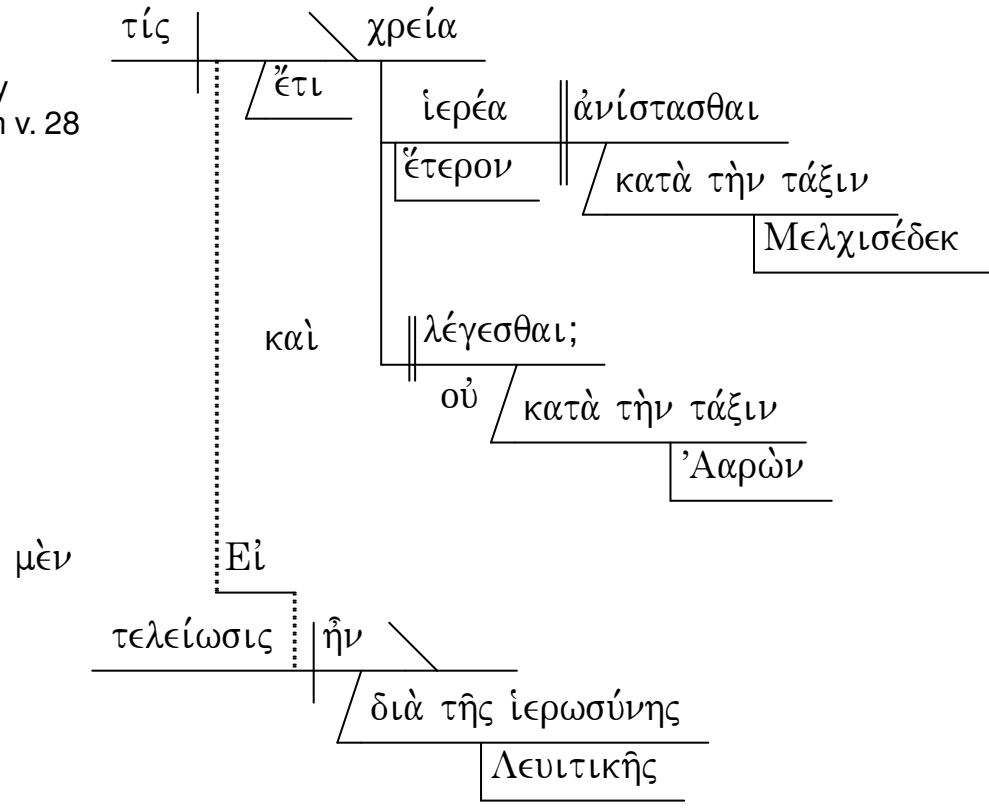 τίς χρεία
ἔτι
v. 28
ἱερέα ἀνίστασθαι
ἕτερον
κατὰ τὴν τάξιν
Μελχισέδεκ
καὶ
λέγεσθαι;
οὐ
κατὰ τὴν τάξιν
Ἀαρὼν
μὲν
Εἰ
τελείωσις ἦν
διὰ τῆς ἱερωσύνης
Λευιτικῆς